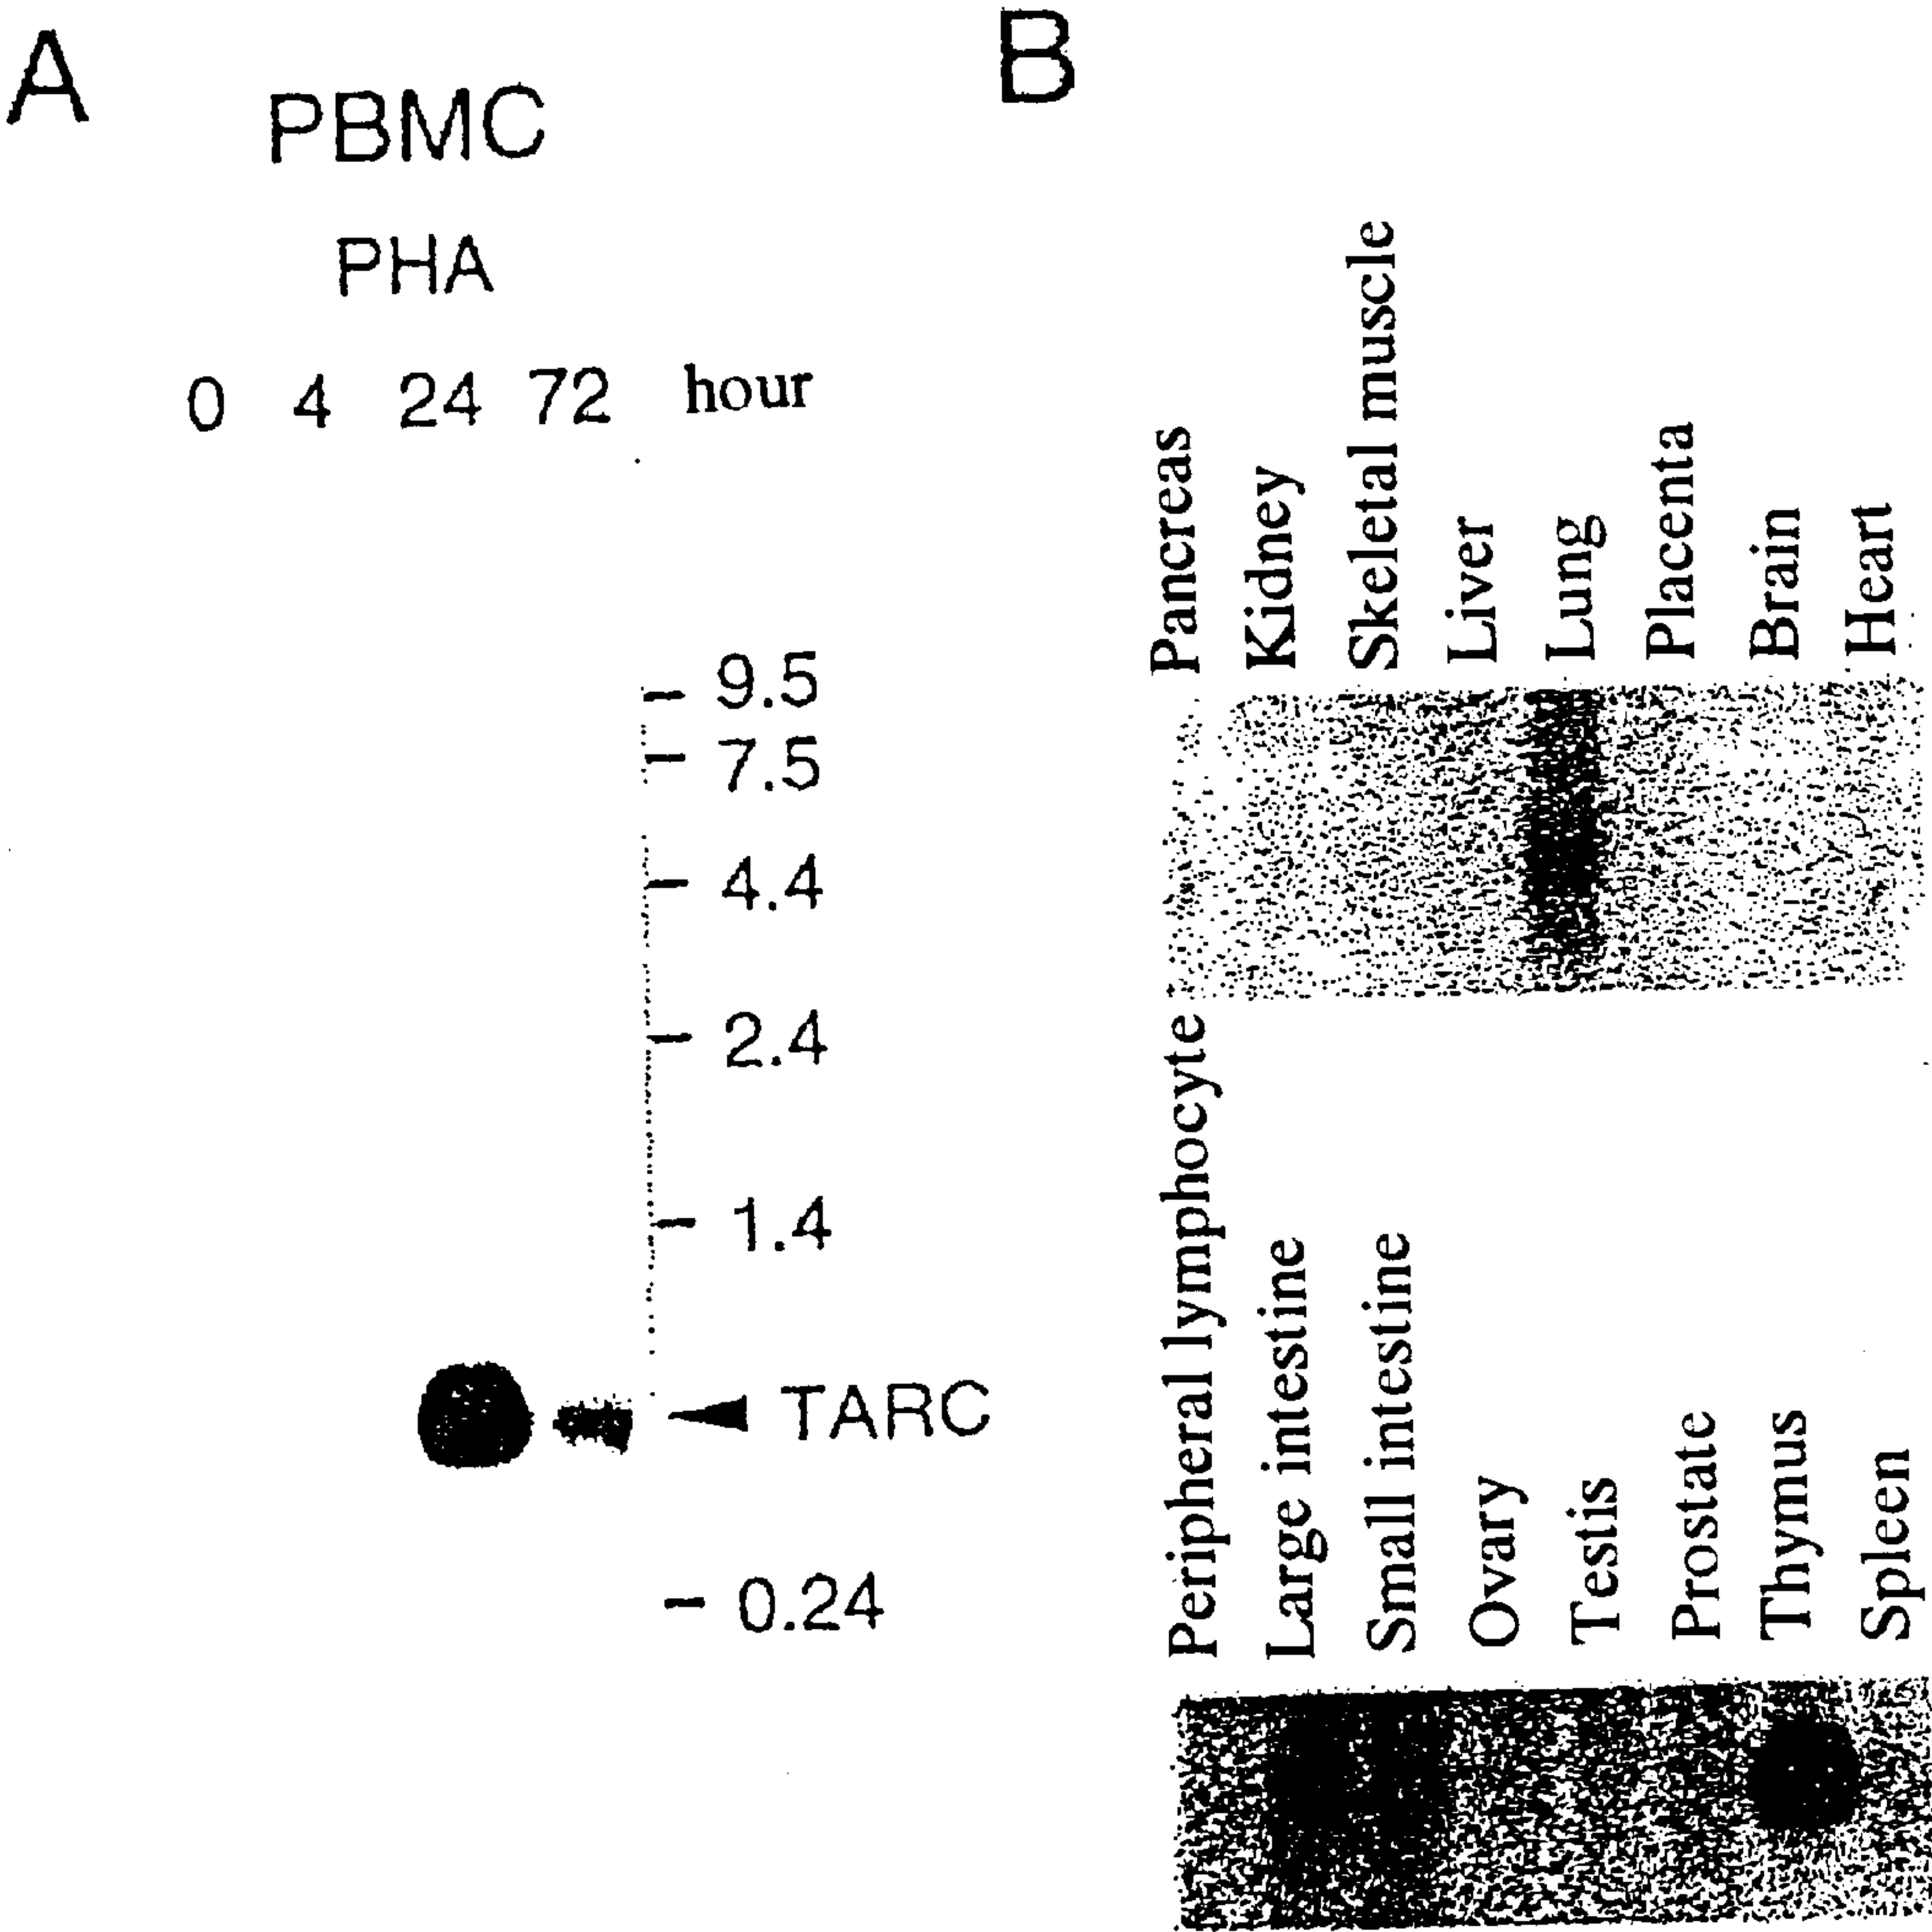 A
PBMC
PHA
0 4 24 72 hour
9.5
7.5
4.4
2.4
1.4
TARC
0.24
B
Pancreas
Kidney
Skeletal muscle
Liver
Lung
Placenta
Brain
Heart
Peripheral lymphocyte
Large intestine
Small intestine
Ovary
Testis
Prostate
Thymus
Spleen